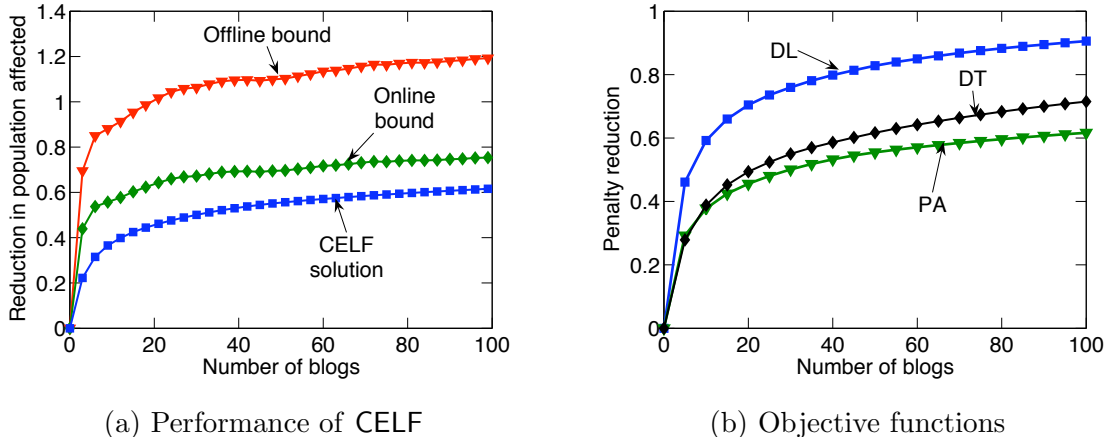 Reduction in population affected
1.4
1.2
1
0.8
0.6
0.4
0.2
0
Offline bound
Online
bound
CELF
solution
0 20 40 60 80 100
Number of blogs
(a) Performance of CELF
Penalty reduction
1
0.8
0.6
0.4
0.2
0
DL
DT
PA
0 20 40 60 80 100
Number of blogs
(b) Objective functions